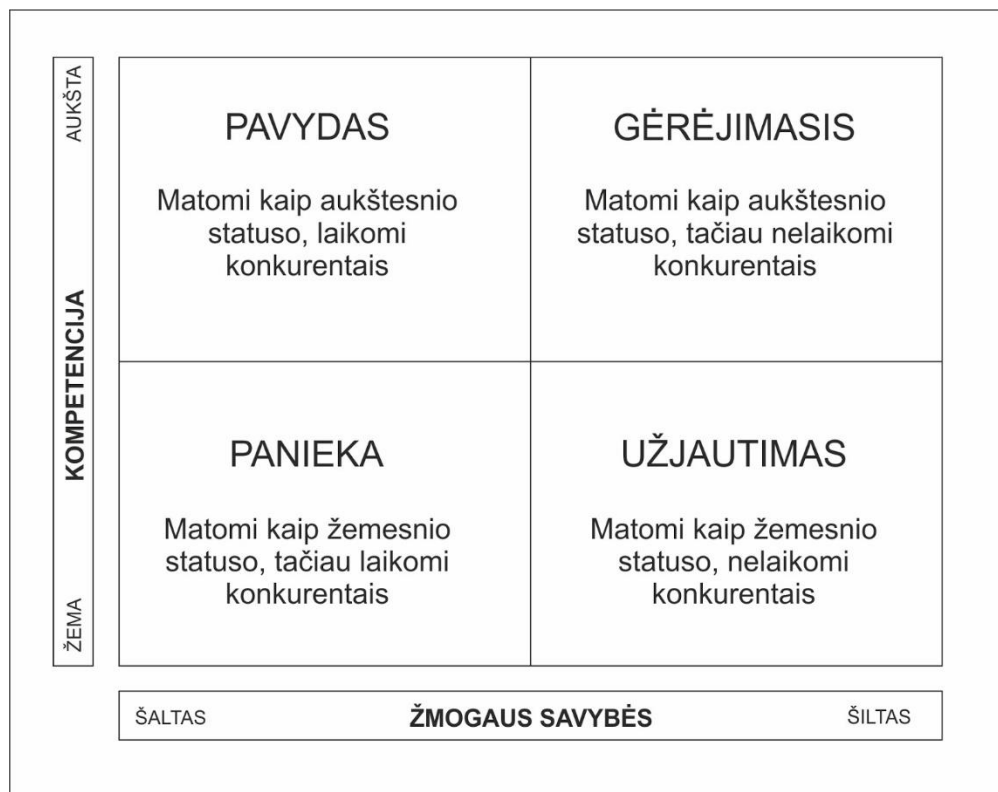 AUKŠTA
KOMPETENCIJA
ŽEMA
PAVYDAS
Matomi kaip aukštesnio
statuso, laikomi
konkurentais
GĖRĖJIMASIS
Matomi kaip aukštesnio
statuso, tačiau nelaikomi
konkurentais
PANIEKA
Matomi kaip žemesnio
statuso, tačiau laikomi
konkurentais
UŽJAUTIMAS
Matomi kaip žemesnio
statuso, nelaikomi
konkurentais
ŠALTAS
ŽMOGAUS SAVYBĖS
ŠILTAS